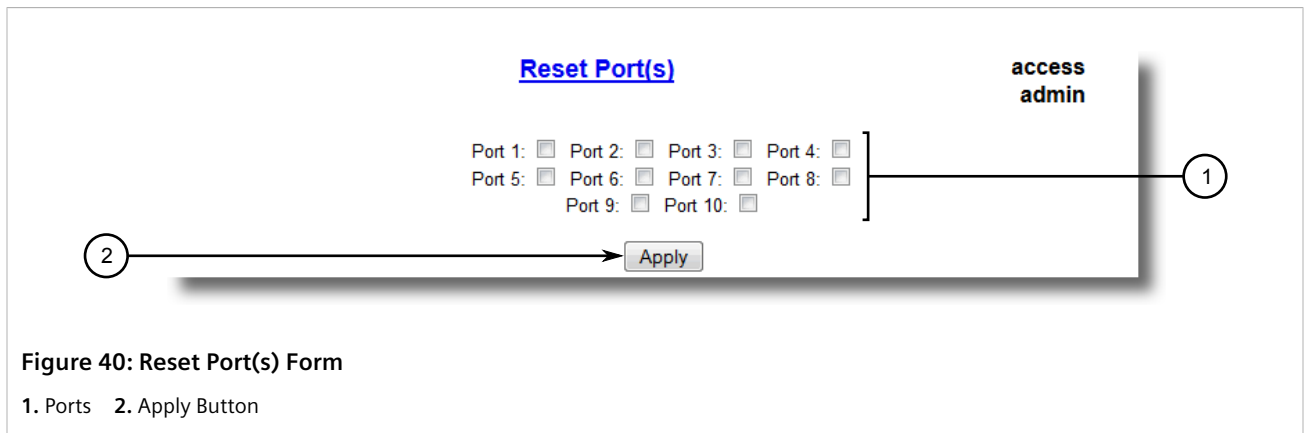 Reset Port(s)
access
admin
Port 1: Port 2: Port 3: Port 4:
Port 5: Port 6: Port 7: Port 8:
Port 9: Port 10:
1
2
Apply
Figure 40: Reset Port(s) Form
1. Ports 2. Apply Button